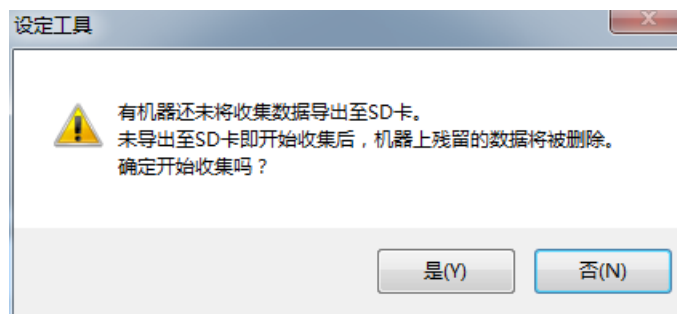 设定工具
有机器还未将收集数据导出至SD卡。
未导出至SD卡即开始收集后，机器上残留的数据将被删除。
确定开始收集吗？
是(Y)
否(N)